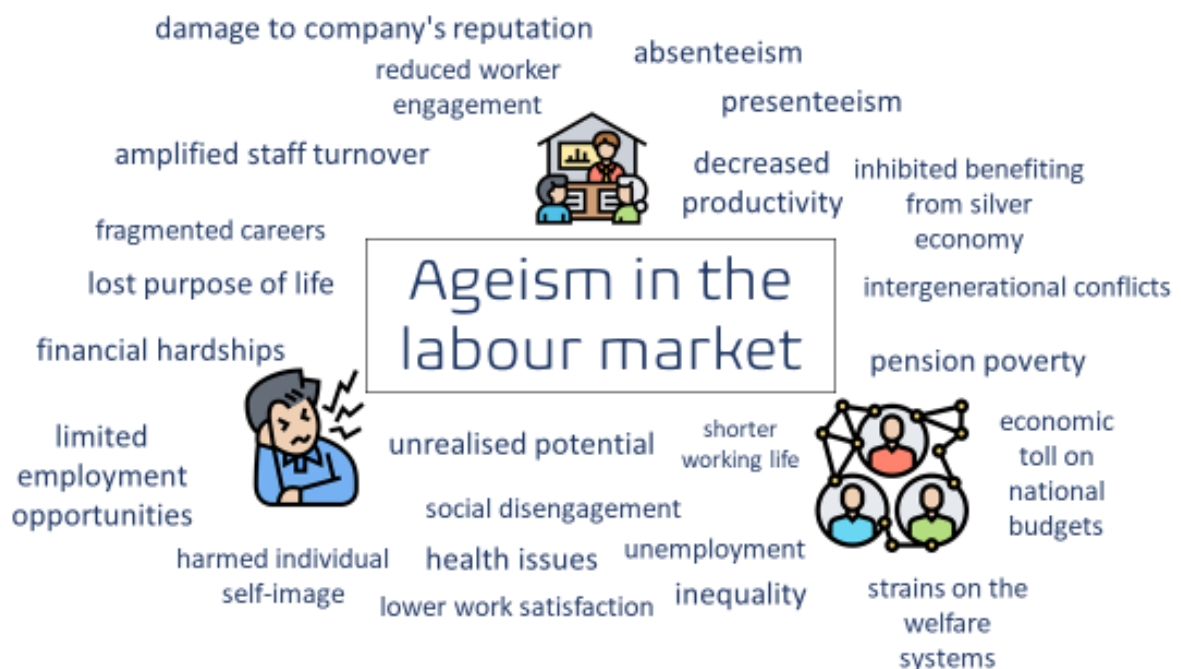 damage to company's reputation
absenteeism
reduced worker
engagement
presenteeism
amplified staff turnover
decreased
productivity
inhibited benefiting
from silver
economy
fragmented careers
lost purpose of life
Ageism in the
labour market
intergenerational conflicts
financial hardships
pension poverty
limited
employment
opportunities
unrealised potential
shorter
working life
economic
toll on
national
budgets
social disengagement
harmed individual
self-image
health issues
unemployment
lower work satisfaction
inequality
strains on the
welfare
systems